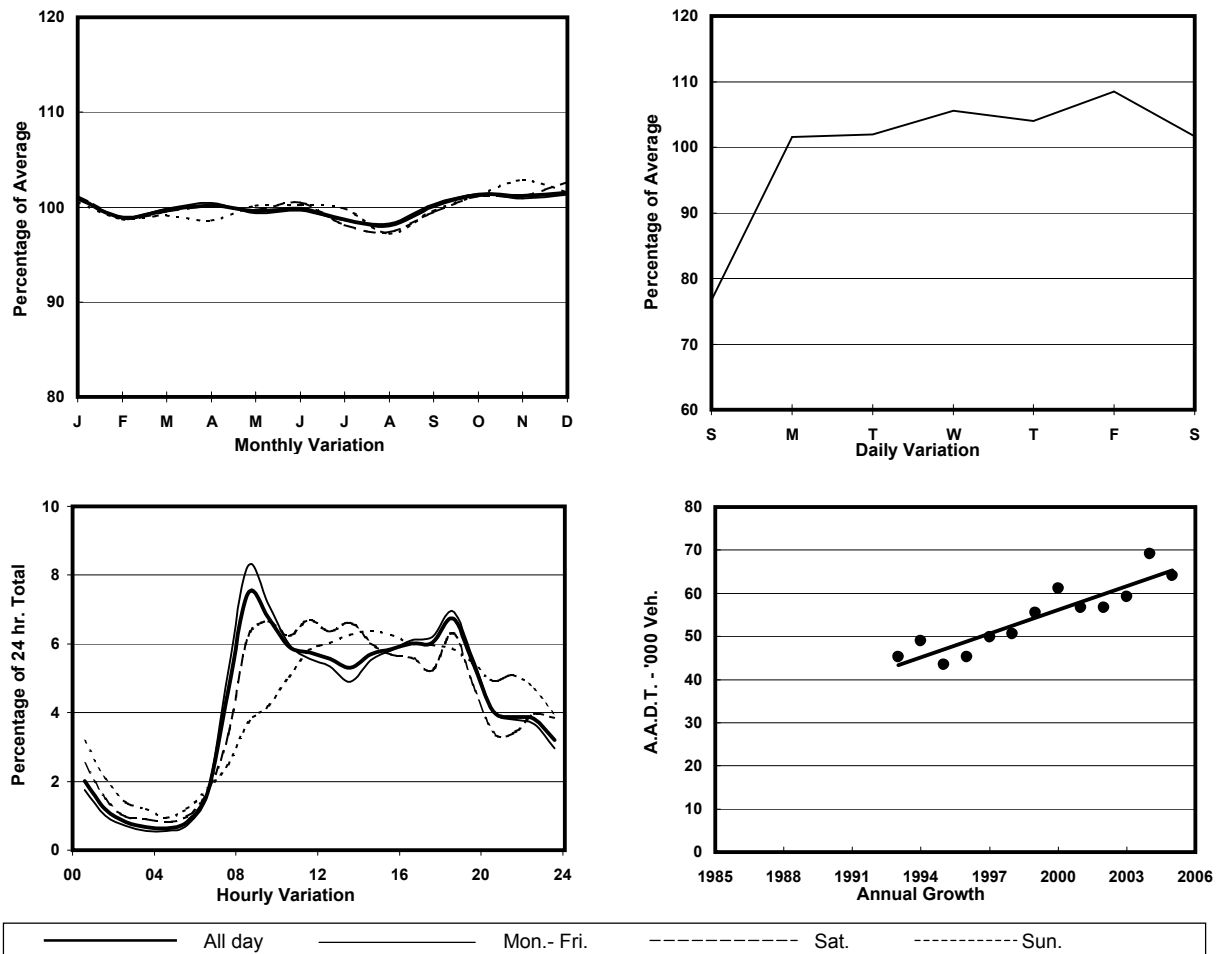 120
110
100
90
80
Percentage of Average
J F M A M J J A S O N D
Monthly Variation
120
110
100
90
80
70
60
Percentage of Average
S M T W T F S
Daily Variation
10
8
6
4
2
0
Percentage of 24 hr. Total
00 04 08 12 16 20 24
Hourly Variation
80
70
60
50
40
30
20
10
0
A.A.D.T. - '000 Veh.
1985 1988 1991 1994 1997 2000 2003 2006
Annual Growth
All day Mon.- Fri. Sat. Sun.